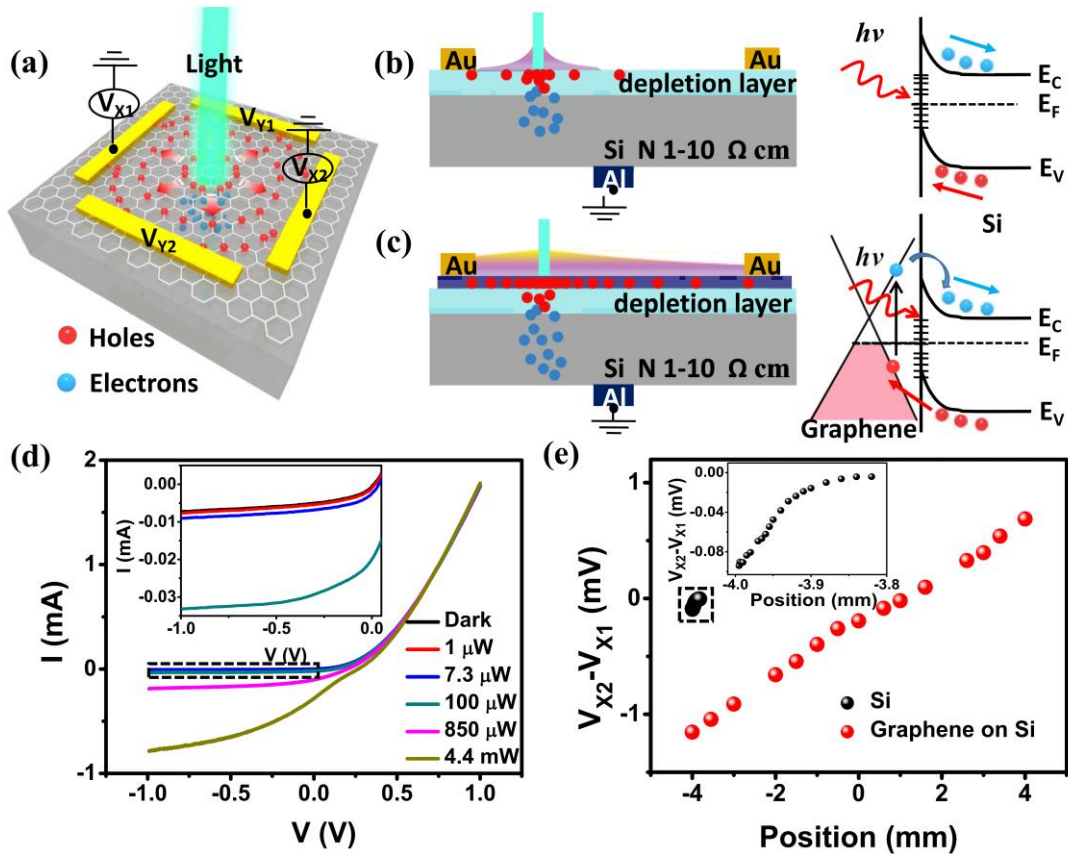 (a)
Light
V_X1
V_Y1
V_X2
V_Y2
Holes
Electrons
(b)
Au
Au
depletion layer
Si N 1-10 Ω cm
Al
hν
E_C
E_F
E_V
Si
(c)
Au
Au
depletion layer
Si N 1-10 Ω cm
Al
hν
E_C
E_F
E_V
Graphene
(d)
I (mA)
2
1
0
-1
-1.0 -0.5 0.0 0.5 1.0
V (V)
I (mA)
0.00
-0.01
-0.02
-0.03
-1.0 -0.5 0.0
V (V)
Dark
1 μW
7.3 μW
100 μW
850 μW
4.4 mW
(e)
V_X2-V_X1 (mV)
1
0
-1
-4 -2 0 2 4
Position (mm)
V_X2-V_X1 (mV)
0.00
-0.04
-0.08
-4.0 -3.9 -3.8
Position (mm)
Si
Graphene on Si